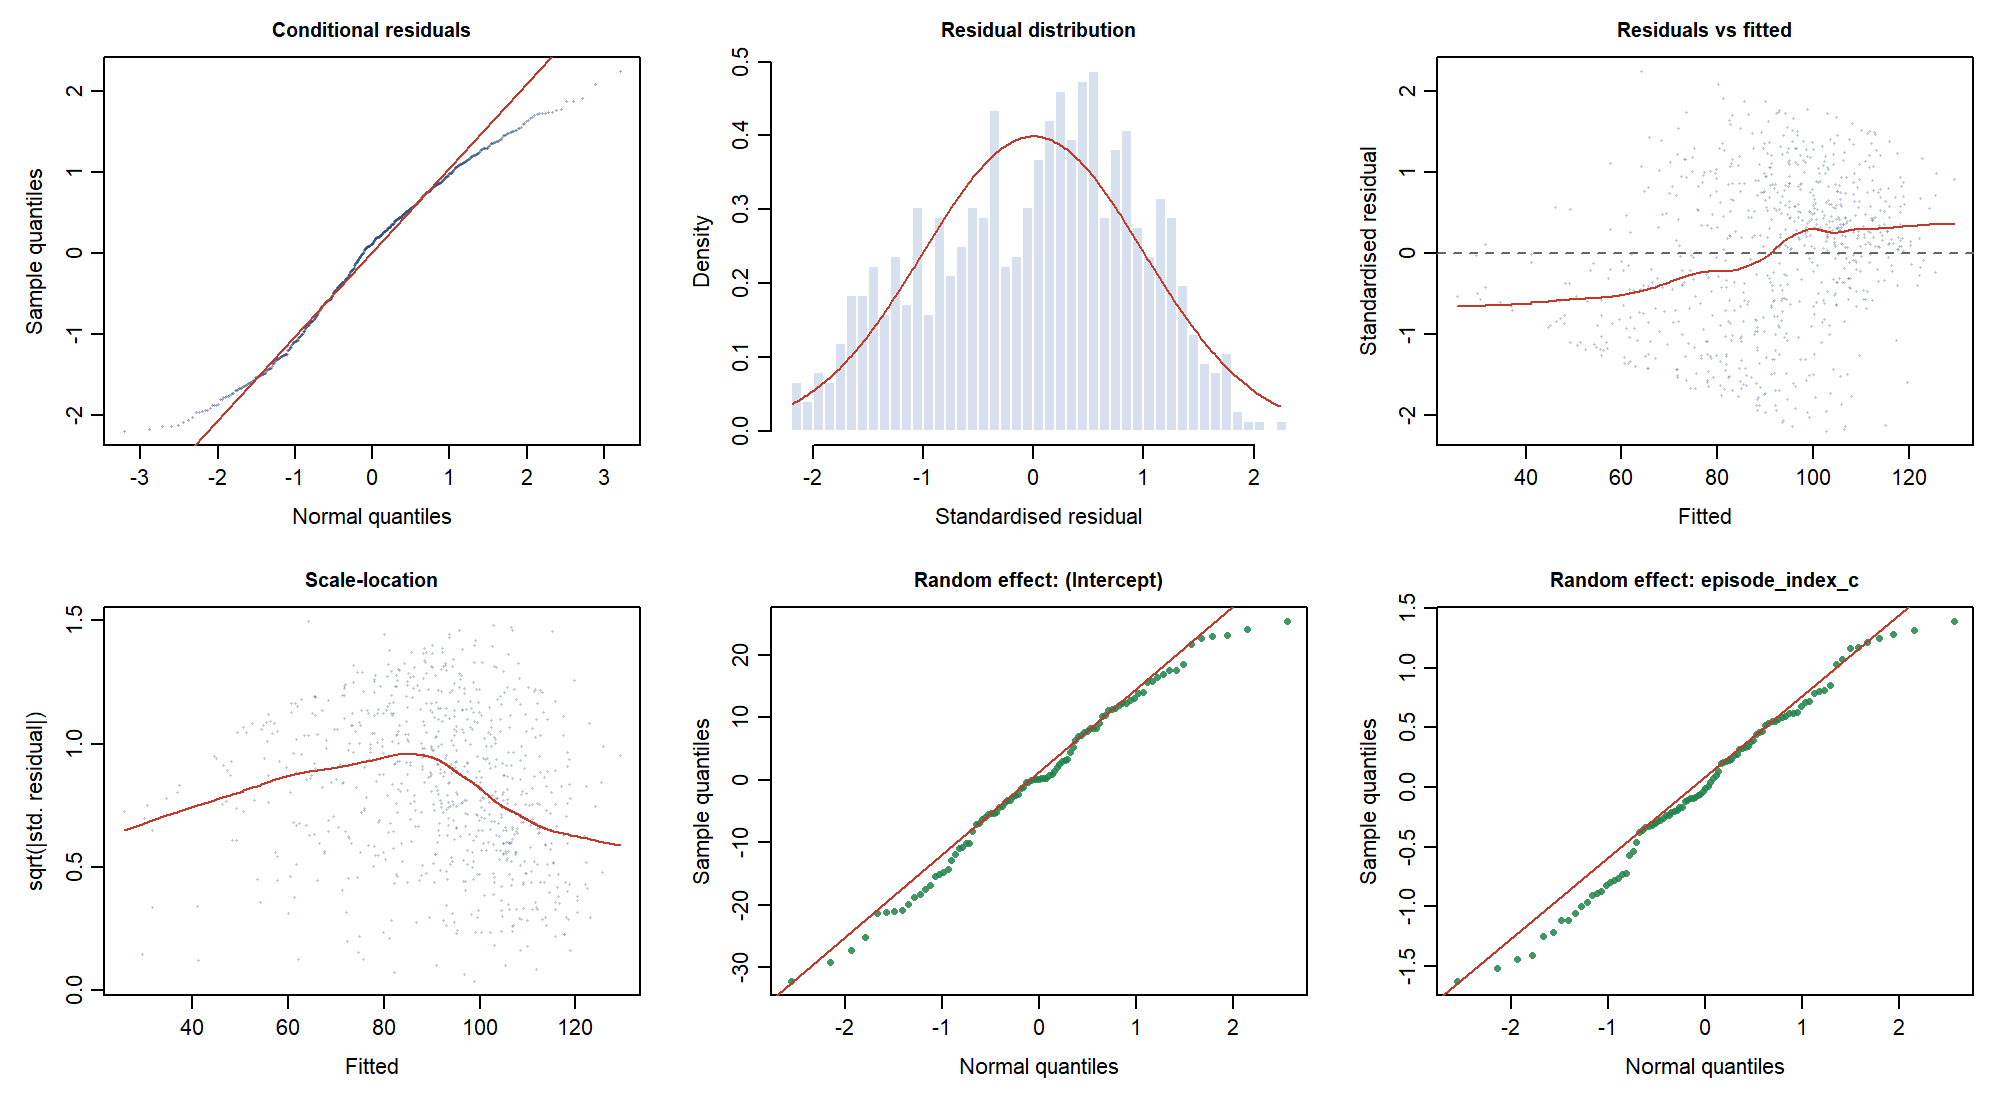 Conditional residuals
Sample quantiles
2
1
0
-1
-2
-3 -2 -1 0 1 2 3
Normal quantiles
Residual distribution
Density
0.5
0.4
0.3
0.2
0.1
0.0
-2 -1 0 1 2
Standardised residual
Residuals vs fitted
Standardised residual
2
1
0
-1
-2
40 60 80 100 120
Fitted
Scale-location
sqrt(|std. residual|)
1.5
1.0
0.5
0.0
40 60 80 100 120
Fitted
Random effect: (Intercept)
Sample quantiles
20
10
0
-10
-20
-30
-2 -1 0 1 2
Normal quantiles
Random effect: episode_index_c
Sample quantiles
1.5
1.0
0.5
0.0
-0.5
-1.0
-1.5
-2 -1 0 1 2
Normal quantiles